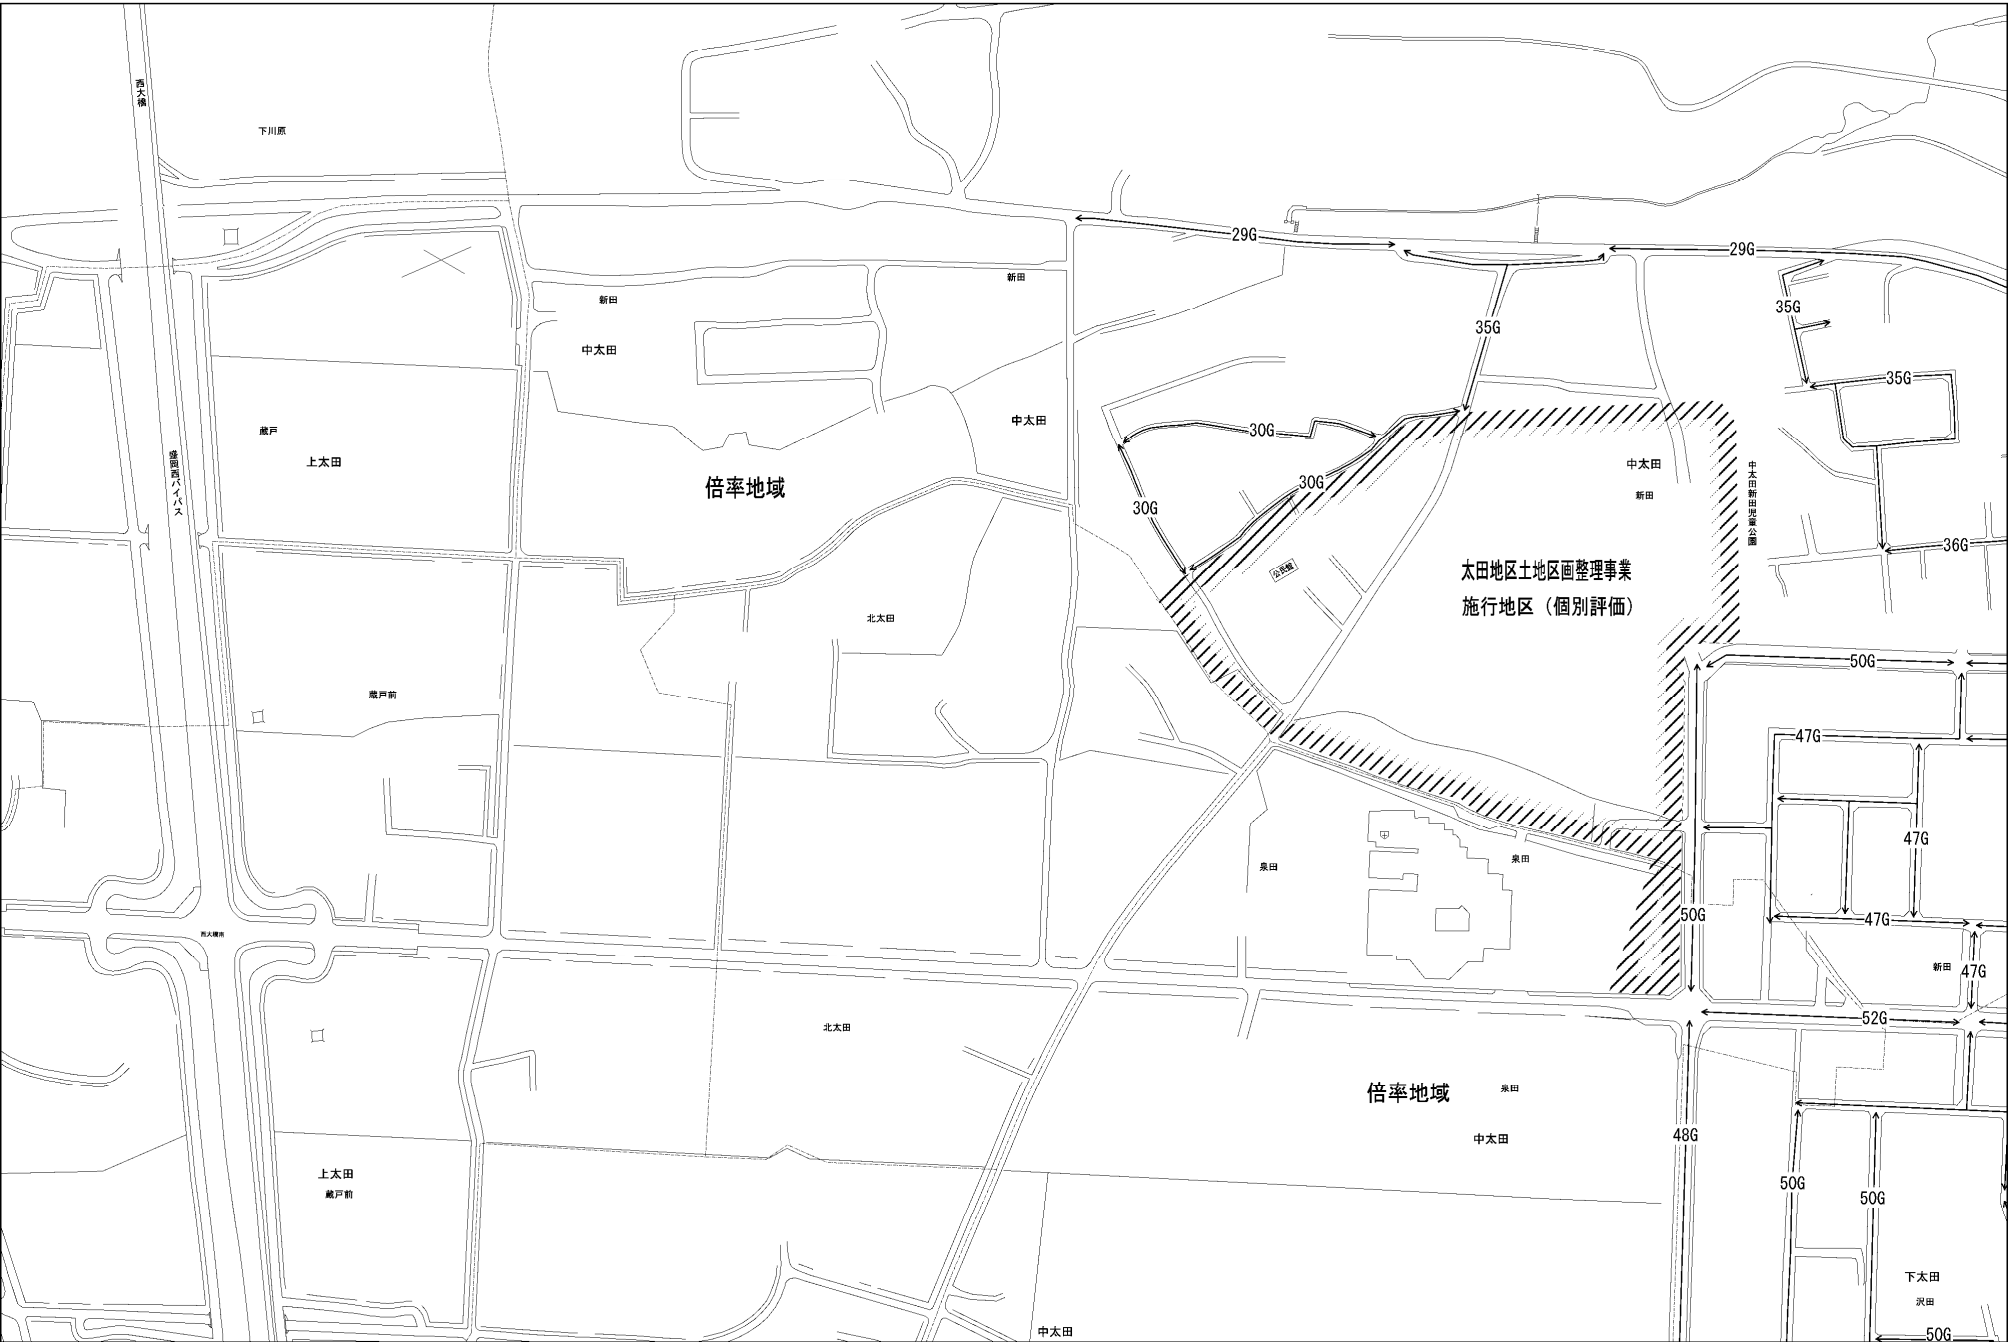 西大橋
下川原
29G
29G
新田
新田
35G
35G
中太田
35G
中太田
30G
蔵戸
上太田
盛岡西バイパス
倍率地域
30G
30G
中太田
新田
中太田新田児童公園
36G
太田地区土地区画整理事業
施行地区（個別評価）
公民館
北太田
50G
蔵戸前
47G
47G
泉田
泉田
50G
47G
西大橋南
新田
47G
52G
北太田
倍率地域
泉田
中太田
48G
上太田
蔵戸前
50G
50G
下太田
沢田
中太田
50G